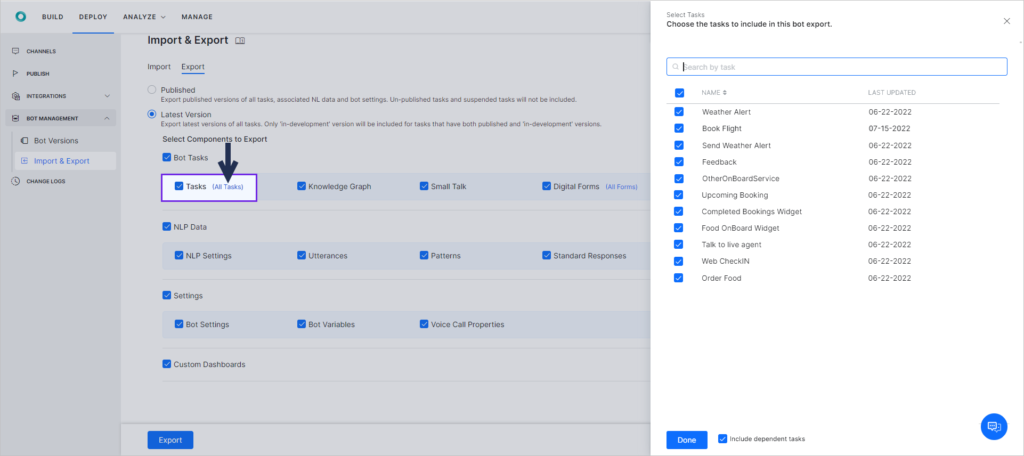 BUILD DEPLOY ANALYZE MANAGE
CHANNELS
PUBLISH
INTEGRATIONS
BOT MANAGEMENT
Bot Versions
Import & Export
CHANGE LOGS
Import & Export
Import Export
Published
Export published versions of all tasks, associated NL data and bot settings. Un-published tasks and suspended tasks will not be included.
Latest Version
Export latest versions of all tasks. Only 'in-development' version will be included for tasks that have both published and 'in-development' versions.
Select Components to Export
Bot Tasks
Tasks (All Tasks) Knowledge Graph Small Talk Digital Forms (All Forms)
NLP Data
NLP Settings Utterances Patterns Standard Responses
Settings
Bot Settings Bot Variables Voice Call Properties
Custom Dashboards
Export
Select Tasks
Choose the tasks to include in this bot export.
Search by task
NAME LAST UPDATED
Weather Alert 06-22-2022
Book Flight 07-15-2022
Send Weather Alert 06-22-2022
Feedback 06-22-2022
OtherOnBoardService 06-22-2022
Upcoming Booking 06-22-2022
Completed Bookings Widget 06-22-2022
Food OnBoard Widget 06-22-2022
Talk to live agent 06-22-2022
Web CheckIN 06-22-2022
Order Food 06-22-2022
Done Include dependent tasks